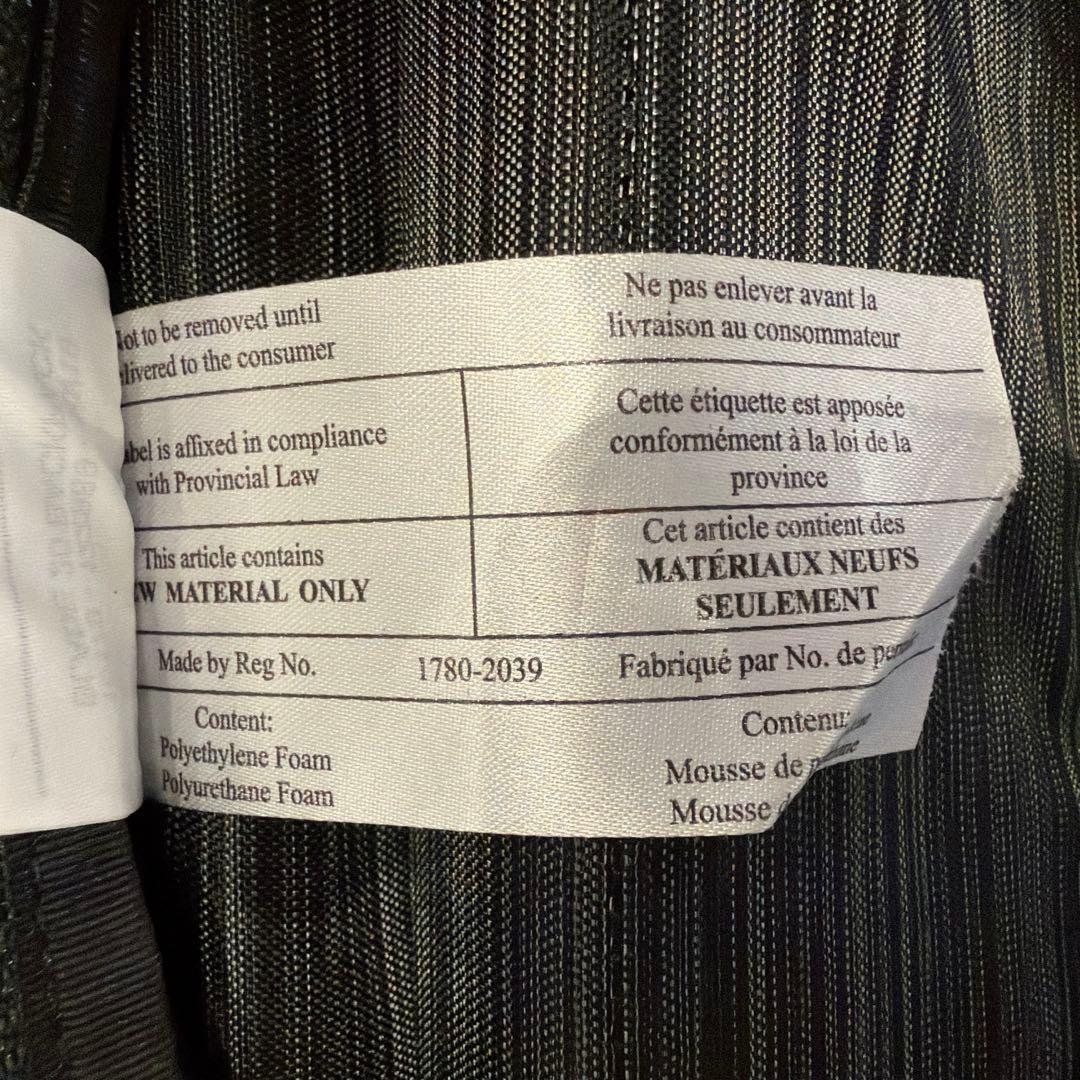 to be removed until
to the consumer
Ne pas enlever avant la
livraison au consommateur
is affixed in compliance
with Provincial Law
Cette étiquette est apposée
conformément à la loi de la
province
This article contains
MATERIAL ONLY
Cet article contient des
MATÉRIAUX NEUFS
SEULEMENT
Made by Reg No.
1780-2039
Fabriqué par No. de
Content:
Polyethylene Foam
Polyurethane Foam
Contenu:
Mousse de
Mousse